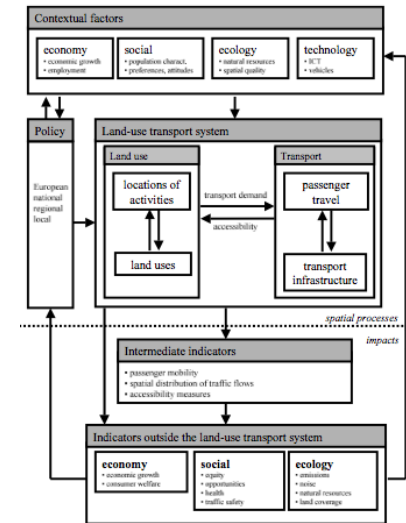 Contextual factors
economy
• economic growth
• employment
social
• population charact.
• preferences, attitudes
ecology
• natural resources
• spatial quality
technology
• ICT
• vehicles
Policy
European
national
regional
local
Land-use transport system
Land use
locations of
activities
land uses
transport demand
accessibility
Transport
passenger
travel
transport
infrastructure
spatial processes
impacts
Intermediate indicators
• passenger mobility
• spatial distribution of traffic flows
• accessibility measures
Indicators outside the land-use transport system
economy
• economic growth
• consumer welfare
social
• equity
• opportunities
• health
• traffic safety
ecology
• emissions
• noise
• natural resources
• land coverage